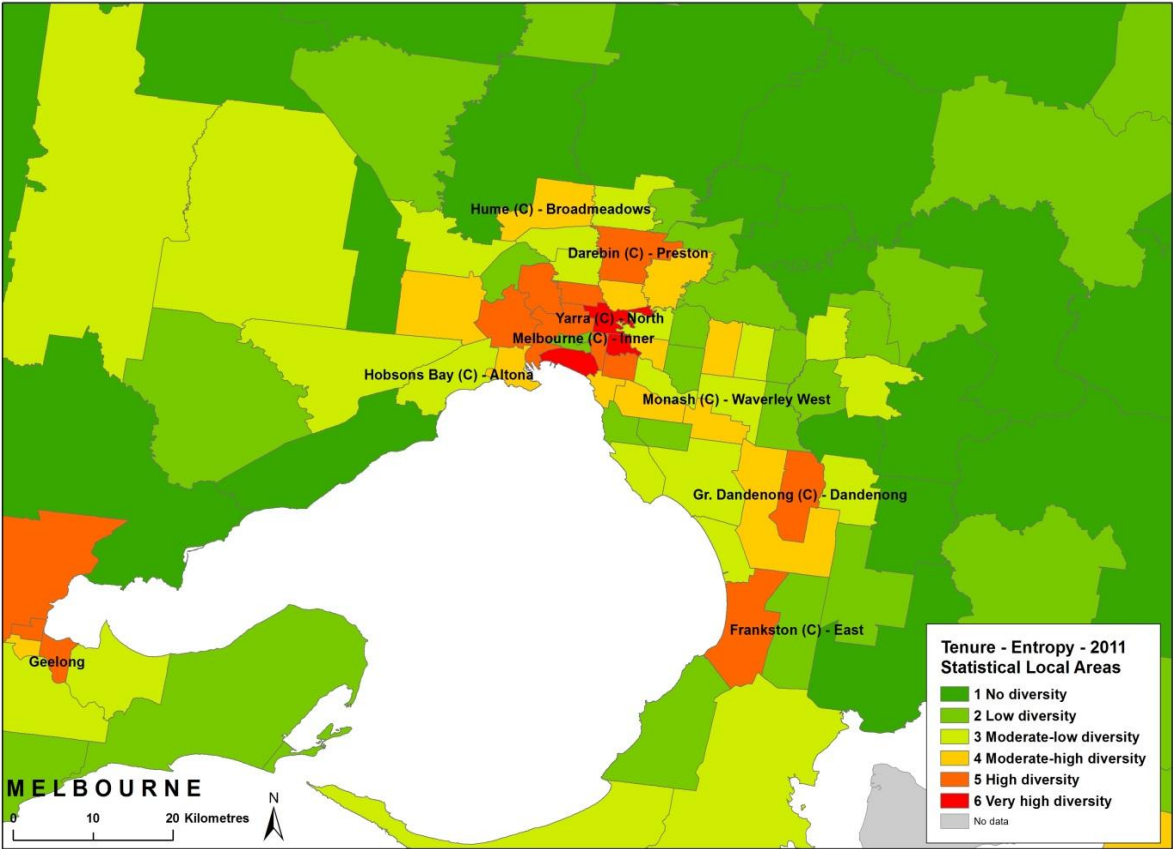 Hume (C) - Broadmeadows
Darebin (C) - Preston
Yarra (C) - North
Melbourne (C) - Inner
Hobsons Bay (C) - Altona
Monash (C) - Waverley West
Gr. Dandenong (C) - Dandenong
Frankston (C) - East
Geelong
Tenure - Entropy - 2011
Statistical Local Areas
1 No diversity
2 Low diversity
3 Moderate-low diversity
4 Moderate-high diversity
5 High diversity
6 Very high diversity
No data
MELBOURNE
0 10 20 Kilometres
N